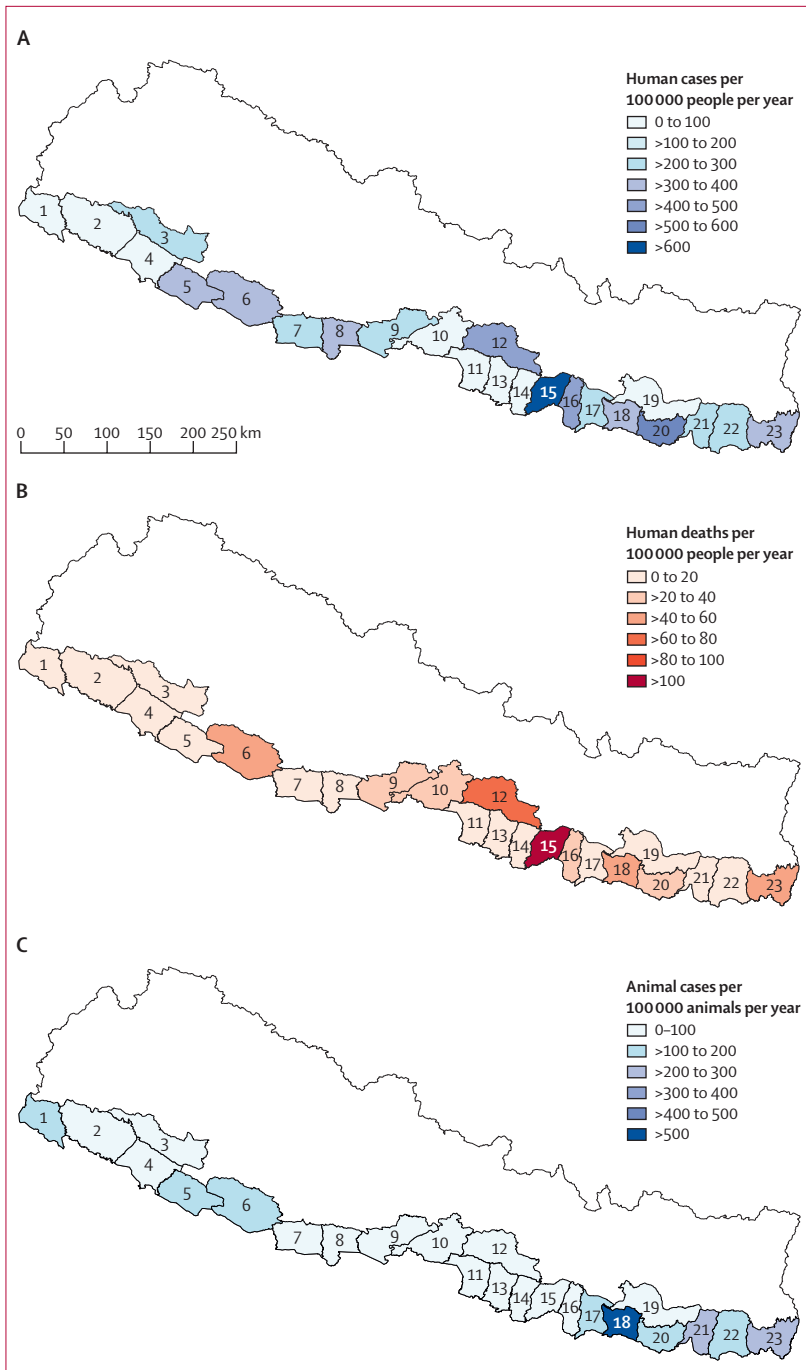 A
Human cases per
100 000 people per year
0 to 100
>100 to 200
>200 to 300
>300 to 400
>400 to 500
>500 to 600
>600
1
2
3
4
5
6
7
8
9
10
11
12
13
14
15
16
17
18
19
20
21
22
23
0 50 100 150 200 250 km
B
Human deaths per
100 000 people per year
0 to 20
>20 to 40
>40 to 60
>60 to 80
>80 to 100
>100
1
2
3
4
5
6
7
8
9
10
11
12
13
14
15
16
17
18
19
20
21
22
23
C
Animal cases per
100 000 animals per year
0–100
>100 to 200
>200 to 300
>300 to 400
>400 to 500
>500
1
2
3
4
5
6
7
8
9
10
11
12
13
14
15
16
17
18
19
20
21
22
23